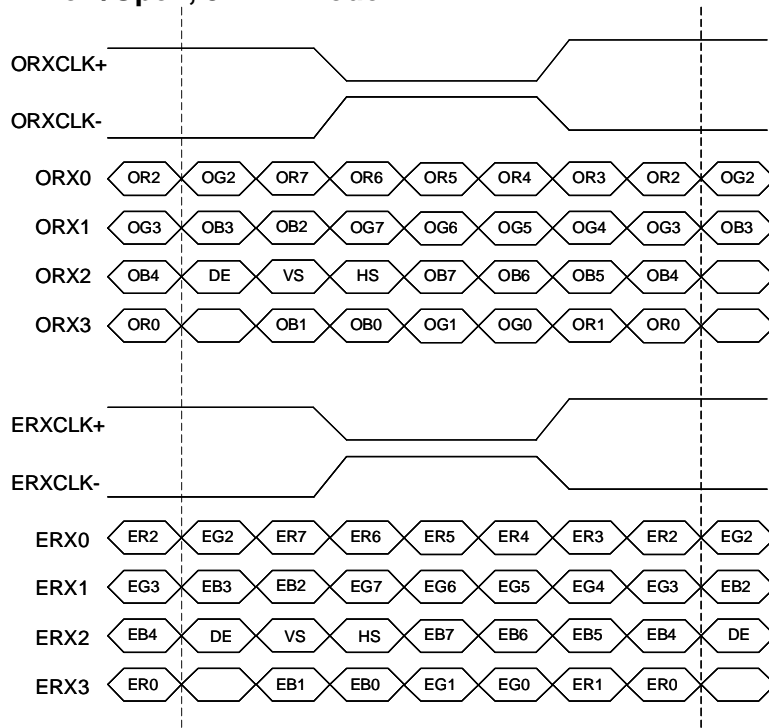 ORXCLK+
ORXCLK-
ORX0 OR2 OG2 OR7 OR6 OR5 OR4 OR3 OR2 OG2
ORX1 OG3 OB3 OB2 OG7 OG6 OG5 OG4 OG3 OB3
ORX2 OB4 DE VS HS OB7 OB6 OB5 OB4
ORX3 OR0 OB1 OB0 OG1 OG0 OR1 OR0
ERXCLK+
ERXCLK-
ERX0 ER2 EG2 ER7 ER6 ER5 ER4 ER3 ER2 EG2
ERX1 EG3 EB3 EB2 EG7 EG6 EG5 EG4 EG3 EB2
ERX2 EB4 DE VS HS EB7 EB6 EB5 EB4 DE
ERX3 ER0 EB1 EB0 EG1 EG0 ER1 ER0